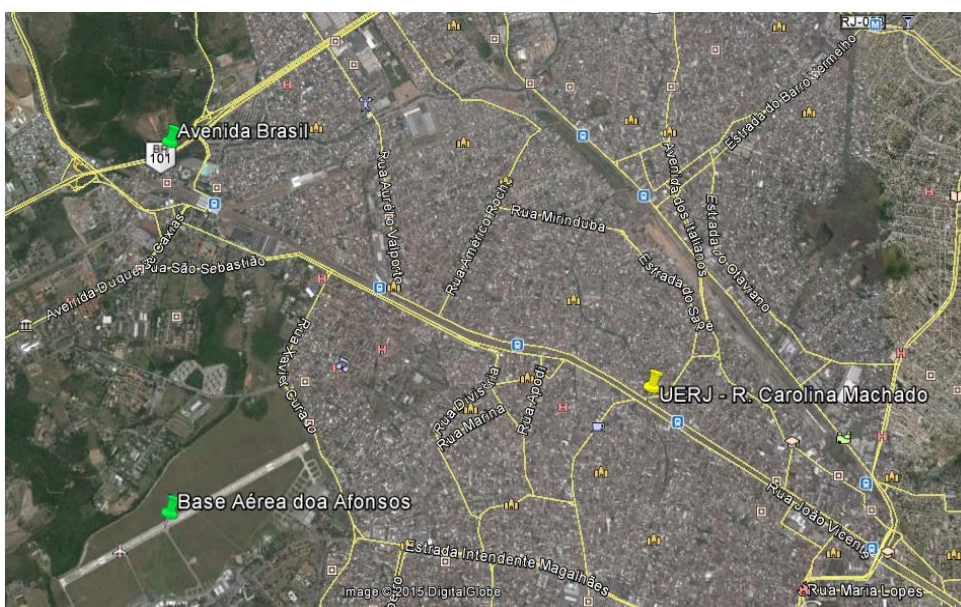 RJ-0
Avenida Brasil
BR
101
Estrada do Barro Vermelho
Rua Aurélio Valporto
Rua Américo Roch
Avenida dos Italianos
Estrada do Otaviano
Rua Mirinduba
Avenida Duque de Caxias
Rua São Sebastião
Estrada do Sapê
Rua Xavier Curado
Rua Divisória
Rua Marina
Rua Apodi
UERJ - R. Carolina Machado
Base Aérea doa Afonsos
Rua João Vicente
Estrada Intendente Magalhães
Image © 2015 DigitalGlobe
Rua Maria Lopes